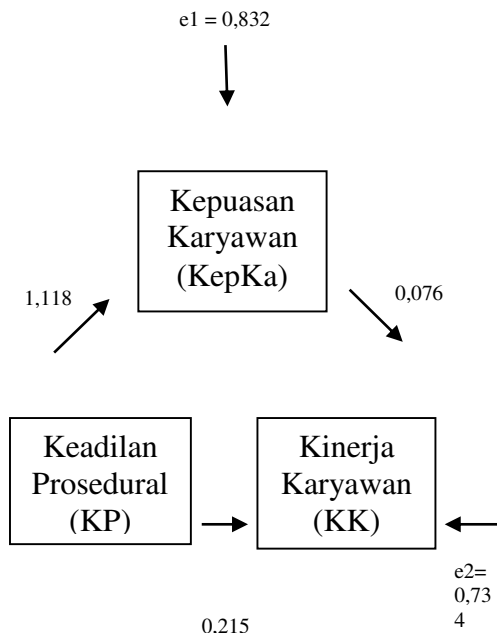 e1 = 0,832
Kepuasan
Karyawan
(KepKa)
1,118
0,076
Keadilan
Prosedural
(KP)
Kinerja
Karyawan
(KK)
e2=
0,73
4
0,215